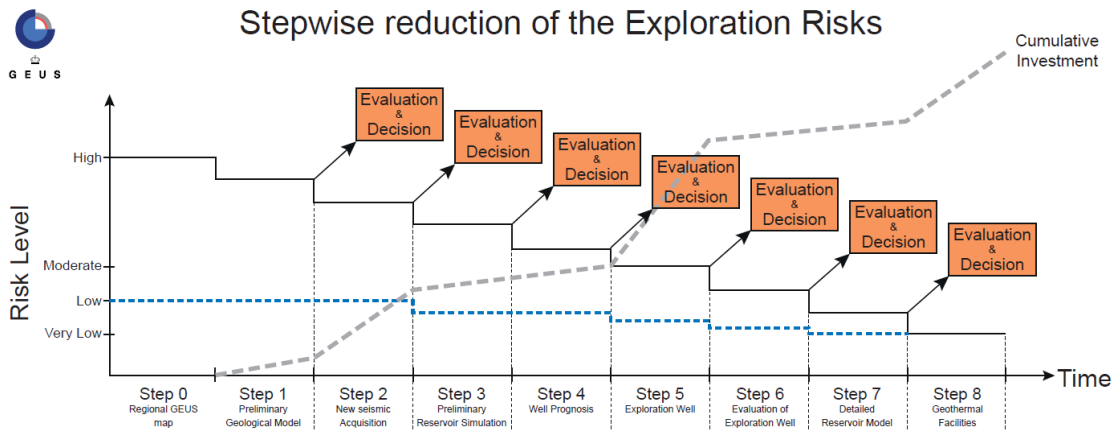 Stepwise reduction of the Exploration Risks
G E U S
Cumulative
Investment
Evaluation
&
Decision
Evaluation
&
Decision
Evaluation
&
Decision
Evaluation
&
Decision
Evaluation
&
Decision
Evaluation
&
Decision
Evaluation
&
Decision
Risk Level
High
Moderate
Low
Very Low
Time
Step 0
Regional GEUS
map
Step 1
Preliminary
Geological Model
Step 2
New seismic
Acquisition
Step 3
Preliminary
Reservoir Simulation
Step 4
Well Prognosis
Step 5
Exploration Well
Step 6
Evaluation of
Exploration Well
Step 7
Detailed
Reservoir Model
Step 8
Geothermal
Facilities